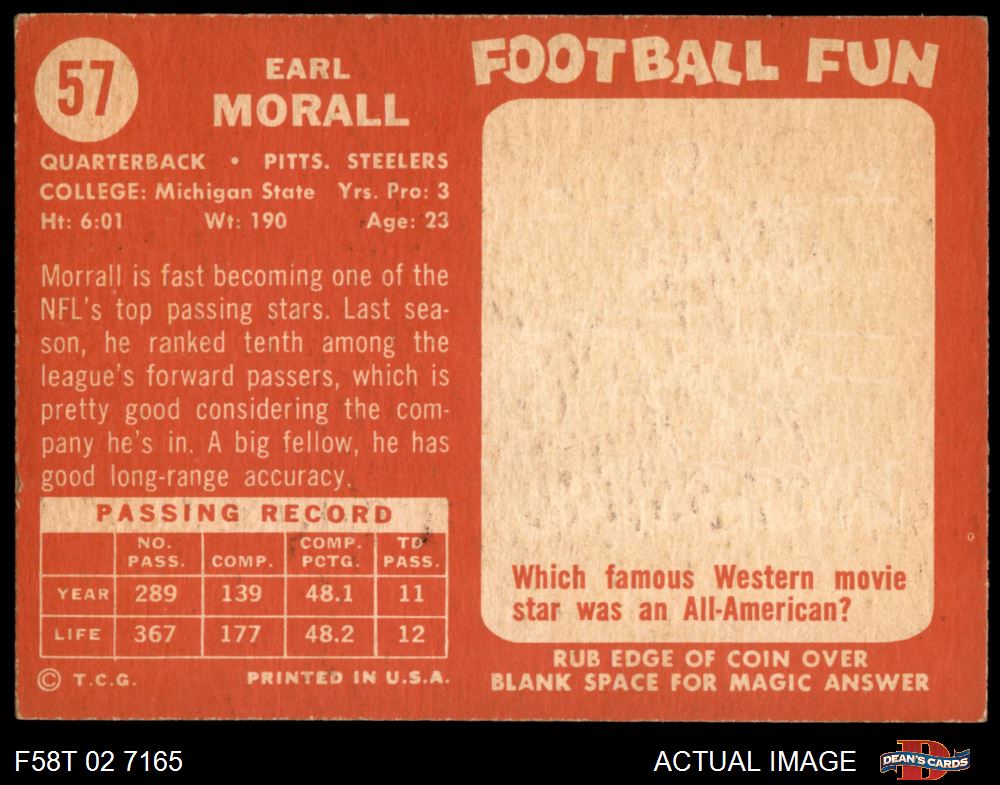 57
EARL
MORALL
QUARTERBACK • PITTS. STEELERS
COLLEGE: Michigan State Yrs. Pro: 3
Ht: 6:01 Wt: 190 Age: 23
Morrall is fast becoming one of the
NFL's top passing stars. Last sea-
son, he ranked tenth among the
league's forward passers, which is
pretty good considering the com-
pany he's in. A big fellow, he has
good long-range accuracy.
PASSING RECORD
NO. PASS. COMP. COMP. PCTG. TD PASS.
YEAR 289 139 48.1 11
LIFE 367 177 48.2 12
© T.C.G. PRINTED IN U.S.A.
FOOTBALL FUN
Which famous Western movie
star was an All-American?
RUB EDGE OF COIN OVER
BLANK SPACE FOR MAGIC ANSWER
F58T 02 7165
ACTUAL IMAGE
D
DEAN'S CARDS